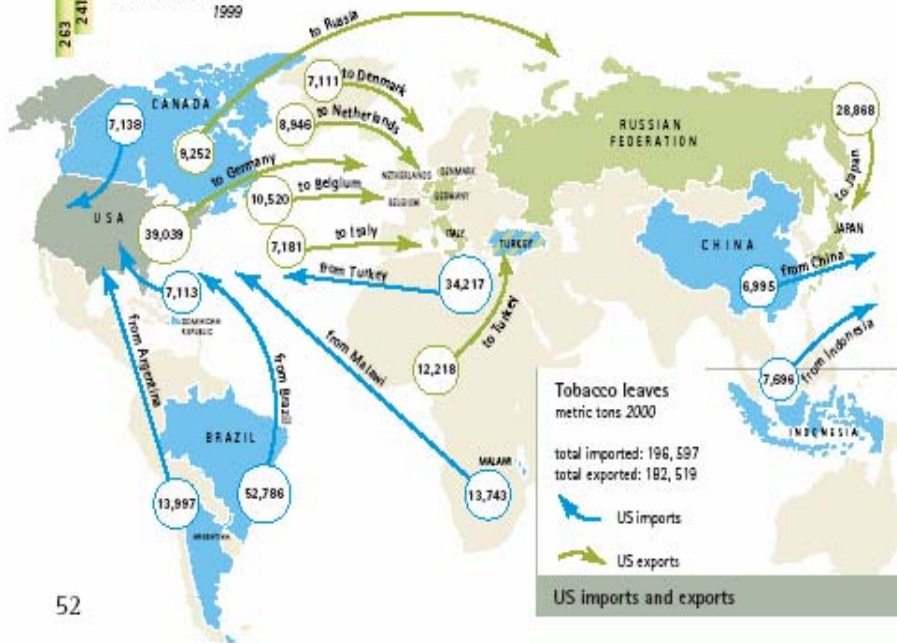 263
241
1999
to Russia
7,111
to Denmark
CANADA
7,138
8,946
to Netherlands
9,252
28,868
RUSSIAN
FEDERATION
to Germany
to Japan
NETHERLANDS
DENMARK
10,520
to Belgium
BELGIUM
GERMANY
USA
39,039
7,181
to Italy
ITALY
TURKEY
JAPAN
CHINA
from Turkey
34,217
from China
6,995
7,113
DOMINICAN
REPUBLIC
to Turkey
from Argentina
from Brazil
from Malawi
12,218
from Indonesia
7,696
Tobacco leaves
metric tons 2000
INDONESIA
BRAZIL
total imported: 196, 597
total exported: 182, 519
MALAWI
13,997
52,786
13,743
US imports
ARGENTINA
US exports
52
US imports and exports